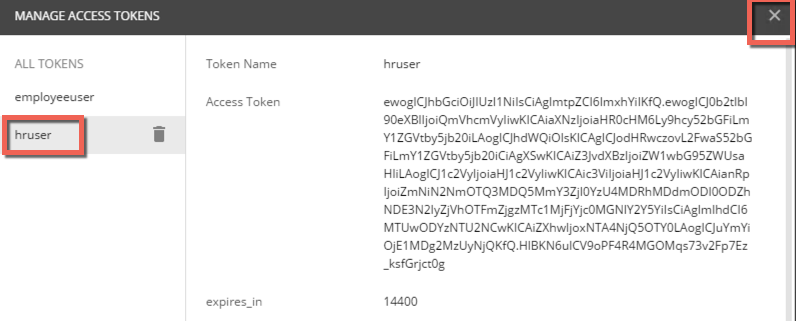 MANAGE ACCESS TOKENS
ALL TOKENS
employeeuser
hruser
Token Name
hruser
Access Token
ewogICJhbGciOiJIUzI1NiIsCiAgImtpZCI6ImxhYiIKfQ.ewogICJ0b2tlbl
90eXBlIjoiQmVhcmVyIiwKICAiaXNzIjoiaHR0cHM6Ly9hcy52bGFiLm
Y1ZGVtby5jb20iLAogICJhdWQiOlsKICAgICJodHRwczovL2FwaS52bG
FiLmY1ZGVtby5jb20iCiAgXSwKICAiZ3JvdXBzIjoiZW1wbG95ZWUsa
HIiLAogICJ1c2VyIjoiaHJ1c2VyIiwKICAic3ViIjoiaHJ1c2VyIiwKICAianRp
IjoiZmNiN2NmOTQ3MDQ5MmY3ZjI0YzU4MDRhMDdmODI0ODZh
NDE3N2IyZjVhOTFmZjgzMTc1MjFjYjc0MGNlY2Y5YiIsCiAgImlhdCI6
MTUwODYzNTU2NCwKICAiZXhwIjoxNTA4NjQ5OTY0LAogICJuYmYi
OjE1MDg2MzUyNjQKfQ.HIBKN6uICV9oPF4R4MGOMqs73v2Fp7Ez
_ksfGrjct0g
expires_in
14400